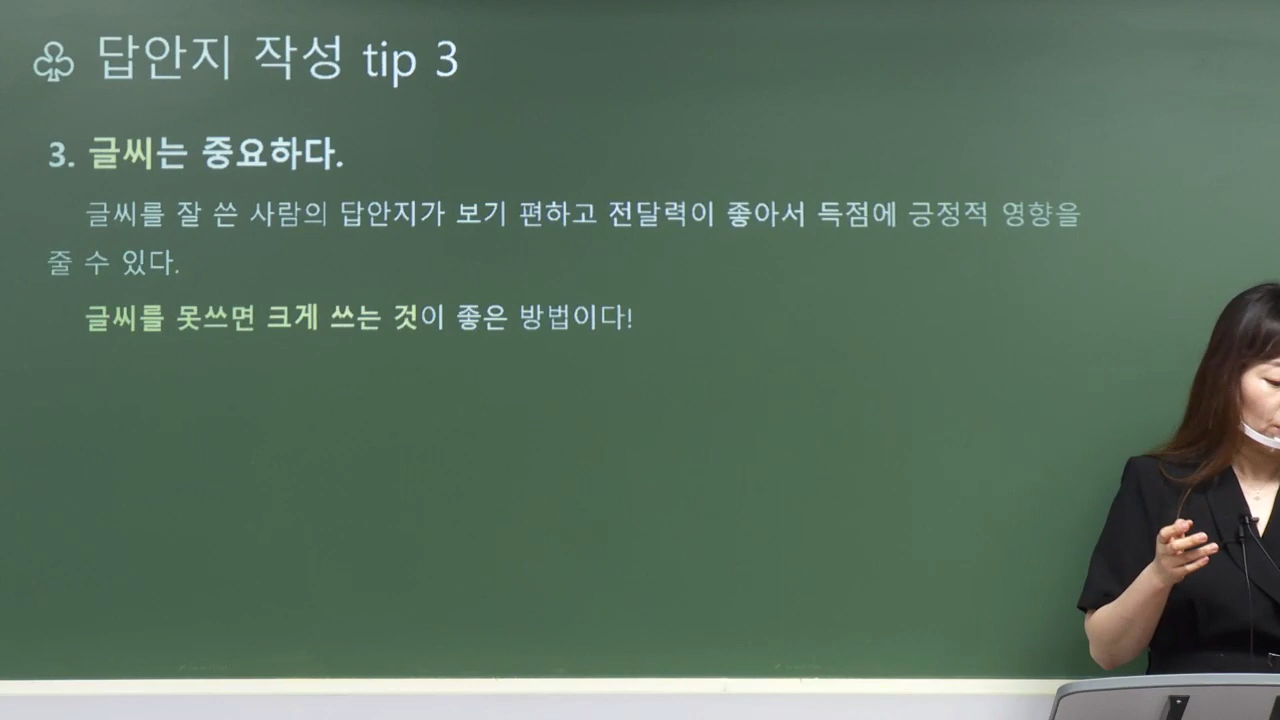 ♧ 답안지 작성 tip 3
3. 글씨는 중요하다.
글씨를 잘 쓴 사람의 답안지가 보기 편하고 전달력이 좋아서 득점에 긍정적 영향을
줄 수 있다.
글씨를 못쓰면 크게 쓰는 것이 좋은 방법이다!